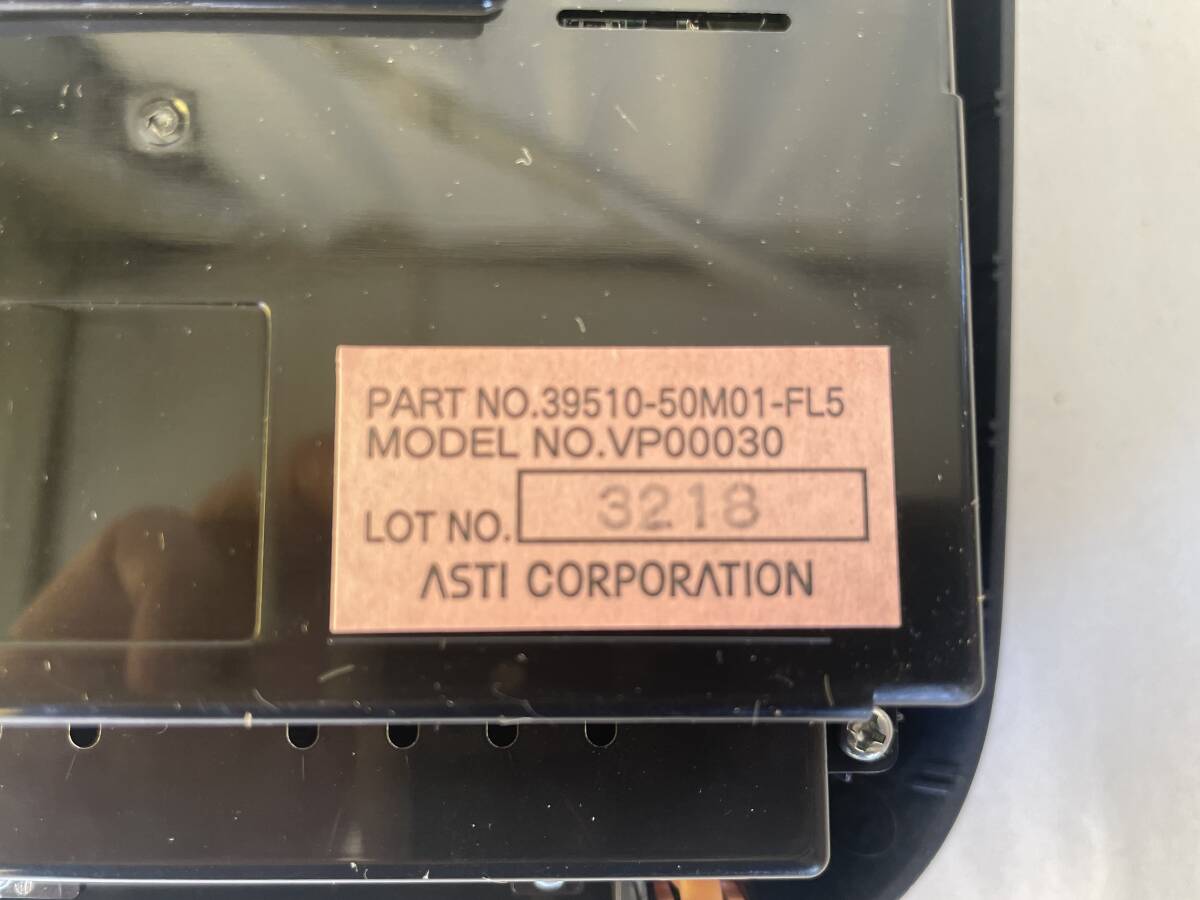 PART NO.39510-50M01-FL5
MODEL NO.VP00030
LOT NO. 3218
ASTI CORPORATION